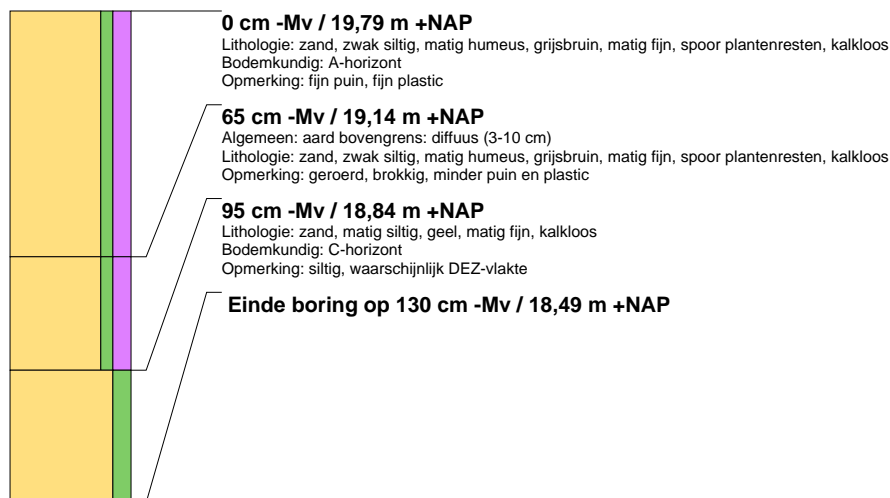 0 cm -Mv / 19,79 m +NAP
Lithologie: zand, zwak siltig, matig humeus, grijsbruin, matig fijn, spoor plantenresten, kalkloos
Bodemkundig: A-horizont
Opmerking: fijn puin, fijn plastic
65 cm -Mv / 19,14 m +NAP
Algemeen: aard bovengrens: diffuus (3-10 cm)
Lithologie: zand, zwak siltig, matig humeus, grijsbruin, matig fijn, spoor plantenresten, kalkloos
Opmerking: geroerd, brokkig, minder puin en plastic
95 cm -Mv / 18,84 m +NAP
Lithologie: zand, matig siltig, geel, matig fijn, kalkloos
Bodemkundig: C-horizont
Opmerking: siltig, waarschijnlijk DEZ-vlakte
Einde boring op 130 cm -Mv / 18,49 m +NAP